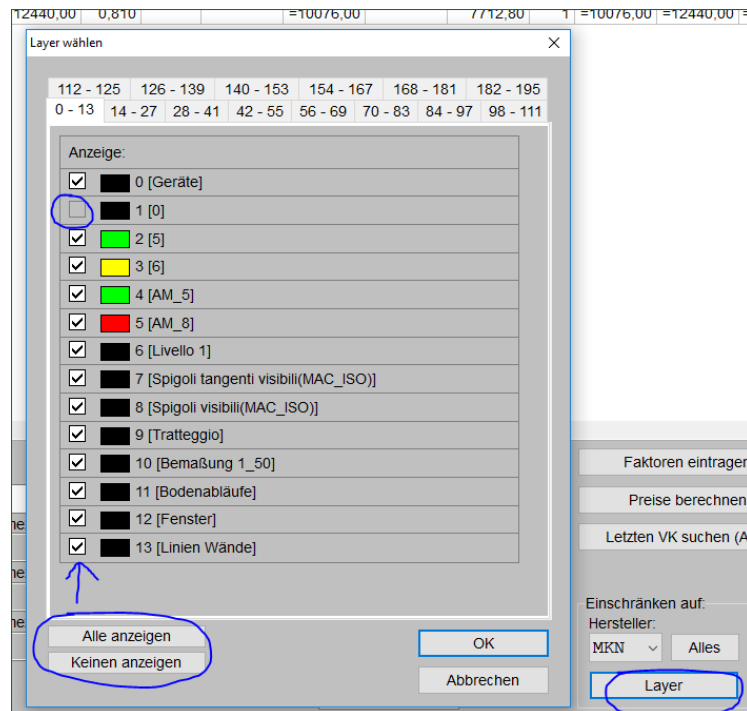 12440,00 0,810 =10076,00 7712,80 1 =10076,00 =12440,00 =
Layer wählen
112 - 125 126 - 139 140 - 153 154 - 167 168 - 181 182 - 195
0 - 13 14 - 27 28 - 41 42 - 55 56 - 69 70 - 83 84 - 97 98 - 111
Anzeige:
0 [Geräte]
1 [0]
2 [5]
3 [6]
4 [AM_5]
5 [AM_8]
6 [Livello 1]
7 [Spigoli tangenti visibili(MAC_ISO)]
8 [Spigoli visibili(MAC_ISO)]
9 [Tratteggio]
10 [Bemaßung 1_50]
11 [Bodenabläufe]
12 [Fenster]
13 [Linien Wände]
Alle anzeigen
Keinen anzeigen
OK
Abbrechen
Faktoren eintragen
Preise berechnen
Letzten VK suchen (A
Einschränken auf:
Hersteller:
MKN Alles
Layer